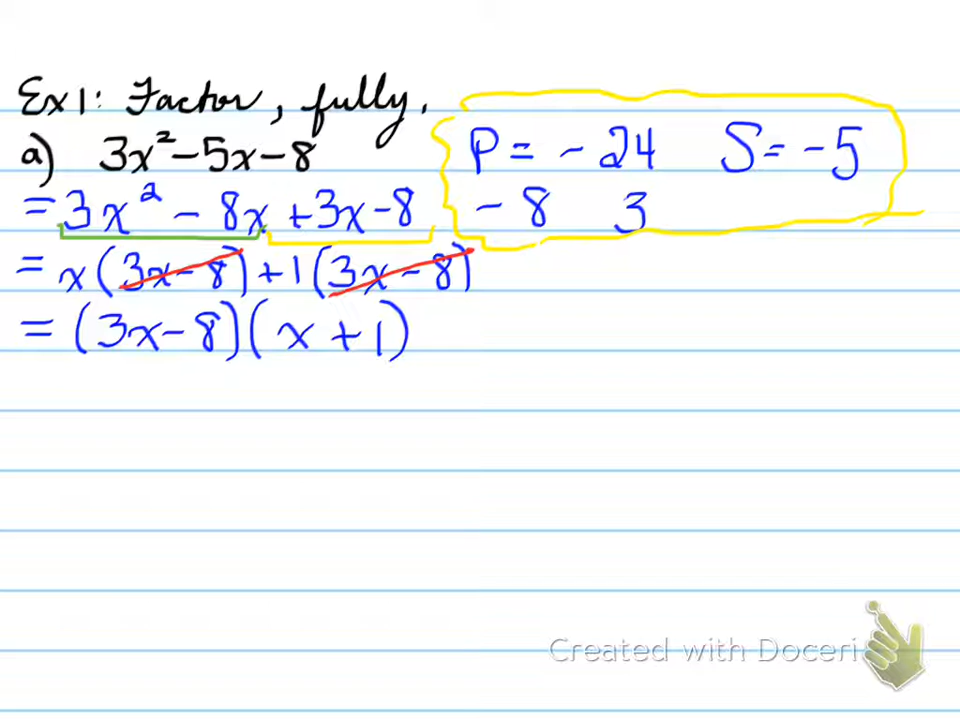 Ex1: Factor, fully.
a) 3x² - 5x - 8
P = - 24 S = - 5
- 8 3
= 3x² - 8x + 3x - 8
= x (3x - 8) + 1 (3x - 8)
= (3x - 8) (x + 1)
Created with Doceri